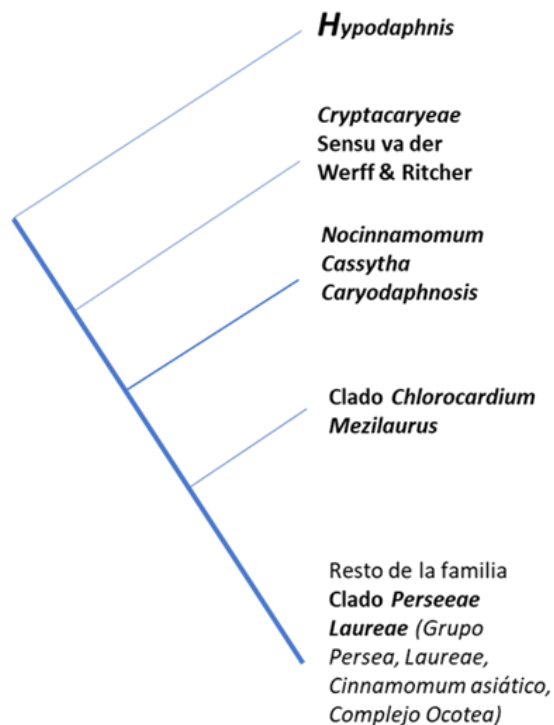 Hypodaphnis
Cryptacaryeae
Sensu va der
Werff & Ritcher
Nocinnamomum
Cassytha
Caryodaphnosis
Clado Chlorocardium
Mezilaurus
Resto de la familia
Clado Perseeae
Laureae (Grupo
Persea, Laureae,
Cinnamomum asiático,
Complejo Ocotea)